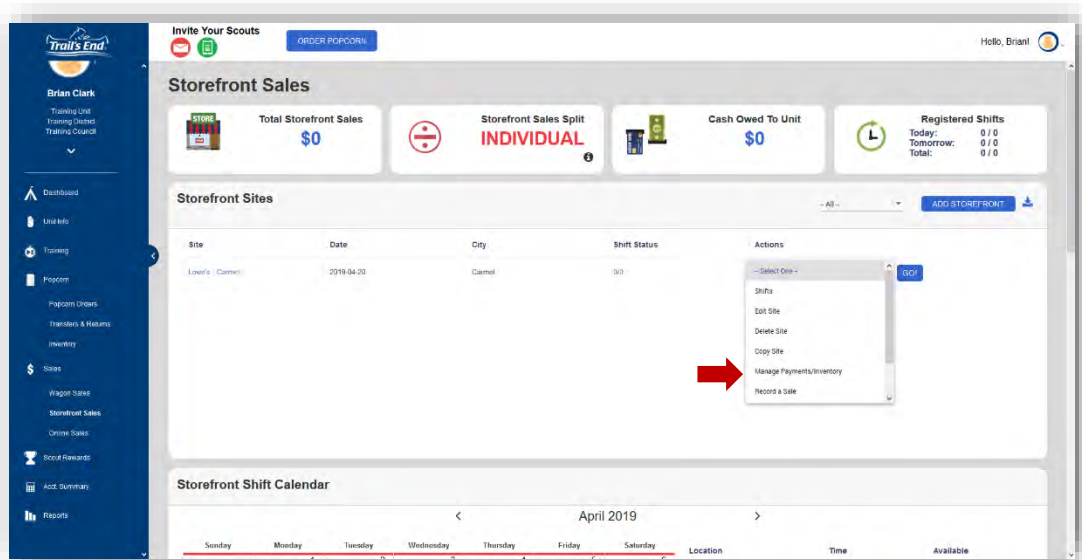 Trail's End
Brian Clark
Training Unit
Training District
Training Council
Dashboard
Unit Info
Training
Popcorn
Popcorn Orders
Transfers & Returns
Inventory
$ Sales
Wagon Sales
Storefront Sales
Online Sales
Scout Rewards
Acct. Summary
Reports
Invite Your Scouts
ORDER POPCORN
Hello, Brian!
Storefront Sales
STORE
Total Storefront Sales
$0
Storefront Sales Split
INDIVIDUAL
Cash Owed To Unit
$0
Registered Shifts
Today: 0 / 0
Tomorrow: 0 / 0
Total: 0 / 0
Storefront Sites
-- All --
ADD STOREFRONT
Site Date City Shift Status Actions
Lowe's | Carmel 2019-04-20 Carmel 0/0
-- Select One --
GO!
Shifts
Edit Site
Delete Site
Copy Site
Manage Payments/Inventory
Record a Sale
Storefront Shift Calendar
< April 2019 >
Sunday Monday Tuesday Wednesday Thursday Friday Saturday
Location Time Available